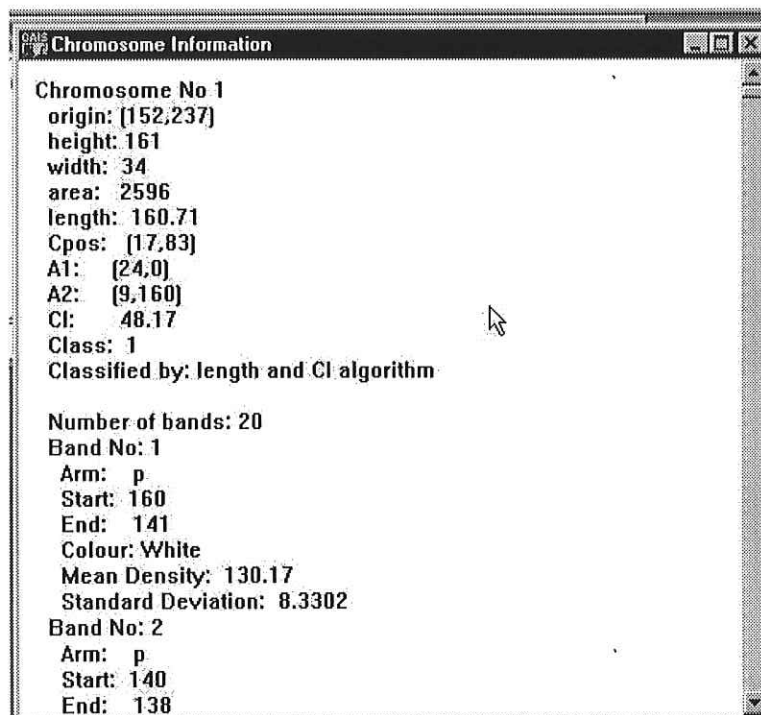 CAIS
Chromosome Information
Chromosome No 1
origin: (152,237)
height: 161
width: 34
area: 2596
length: 160.71
Cpos: (17,83)
A1: (24,0)
A2: (9,160)
CI: 48.17
Class: 1
Classified by: length and CI algorithm
Number of bands: 20
Band No: 1
Arm: p
Start: 160
End: 141
Colour: White
Mean Density: 130.17
Standard Deviation: 8.3302
Band No: 2
Arm: p
Start: 140
End: 138